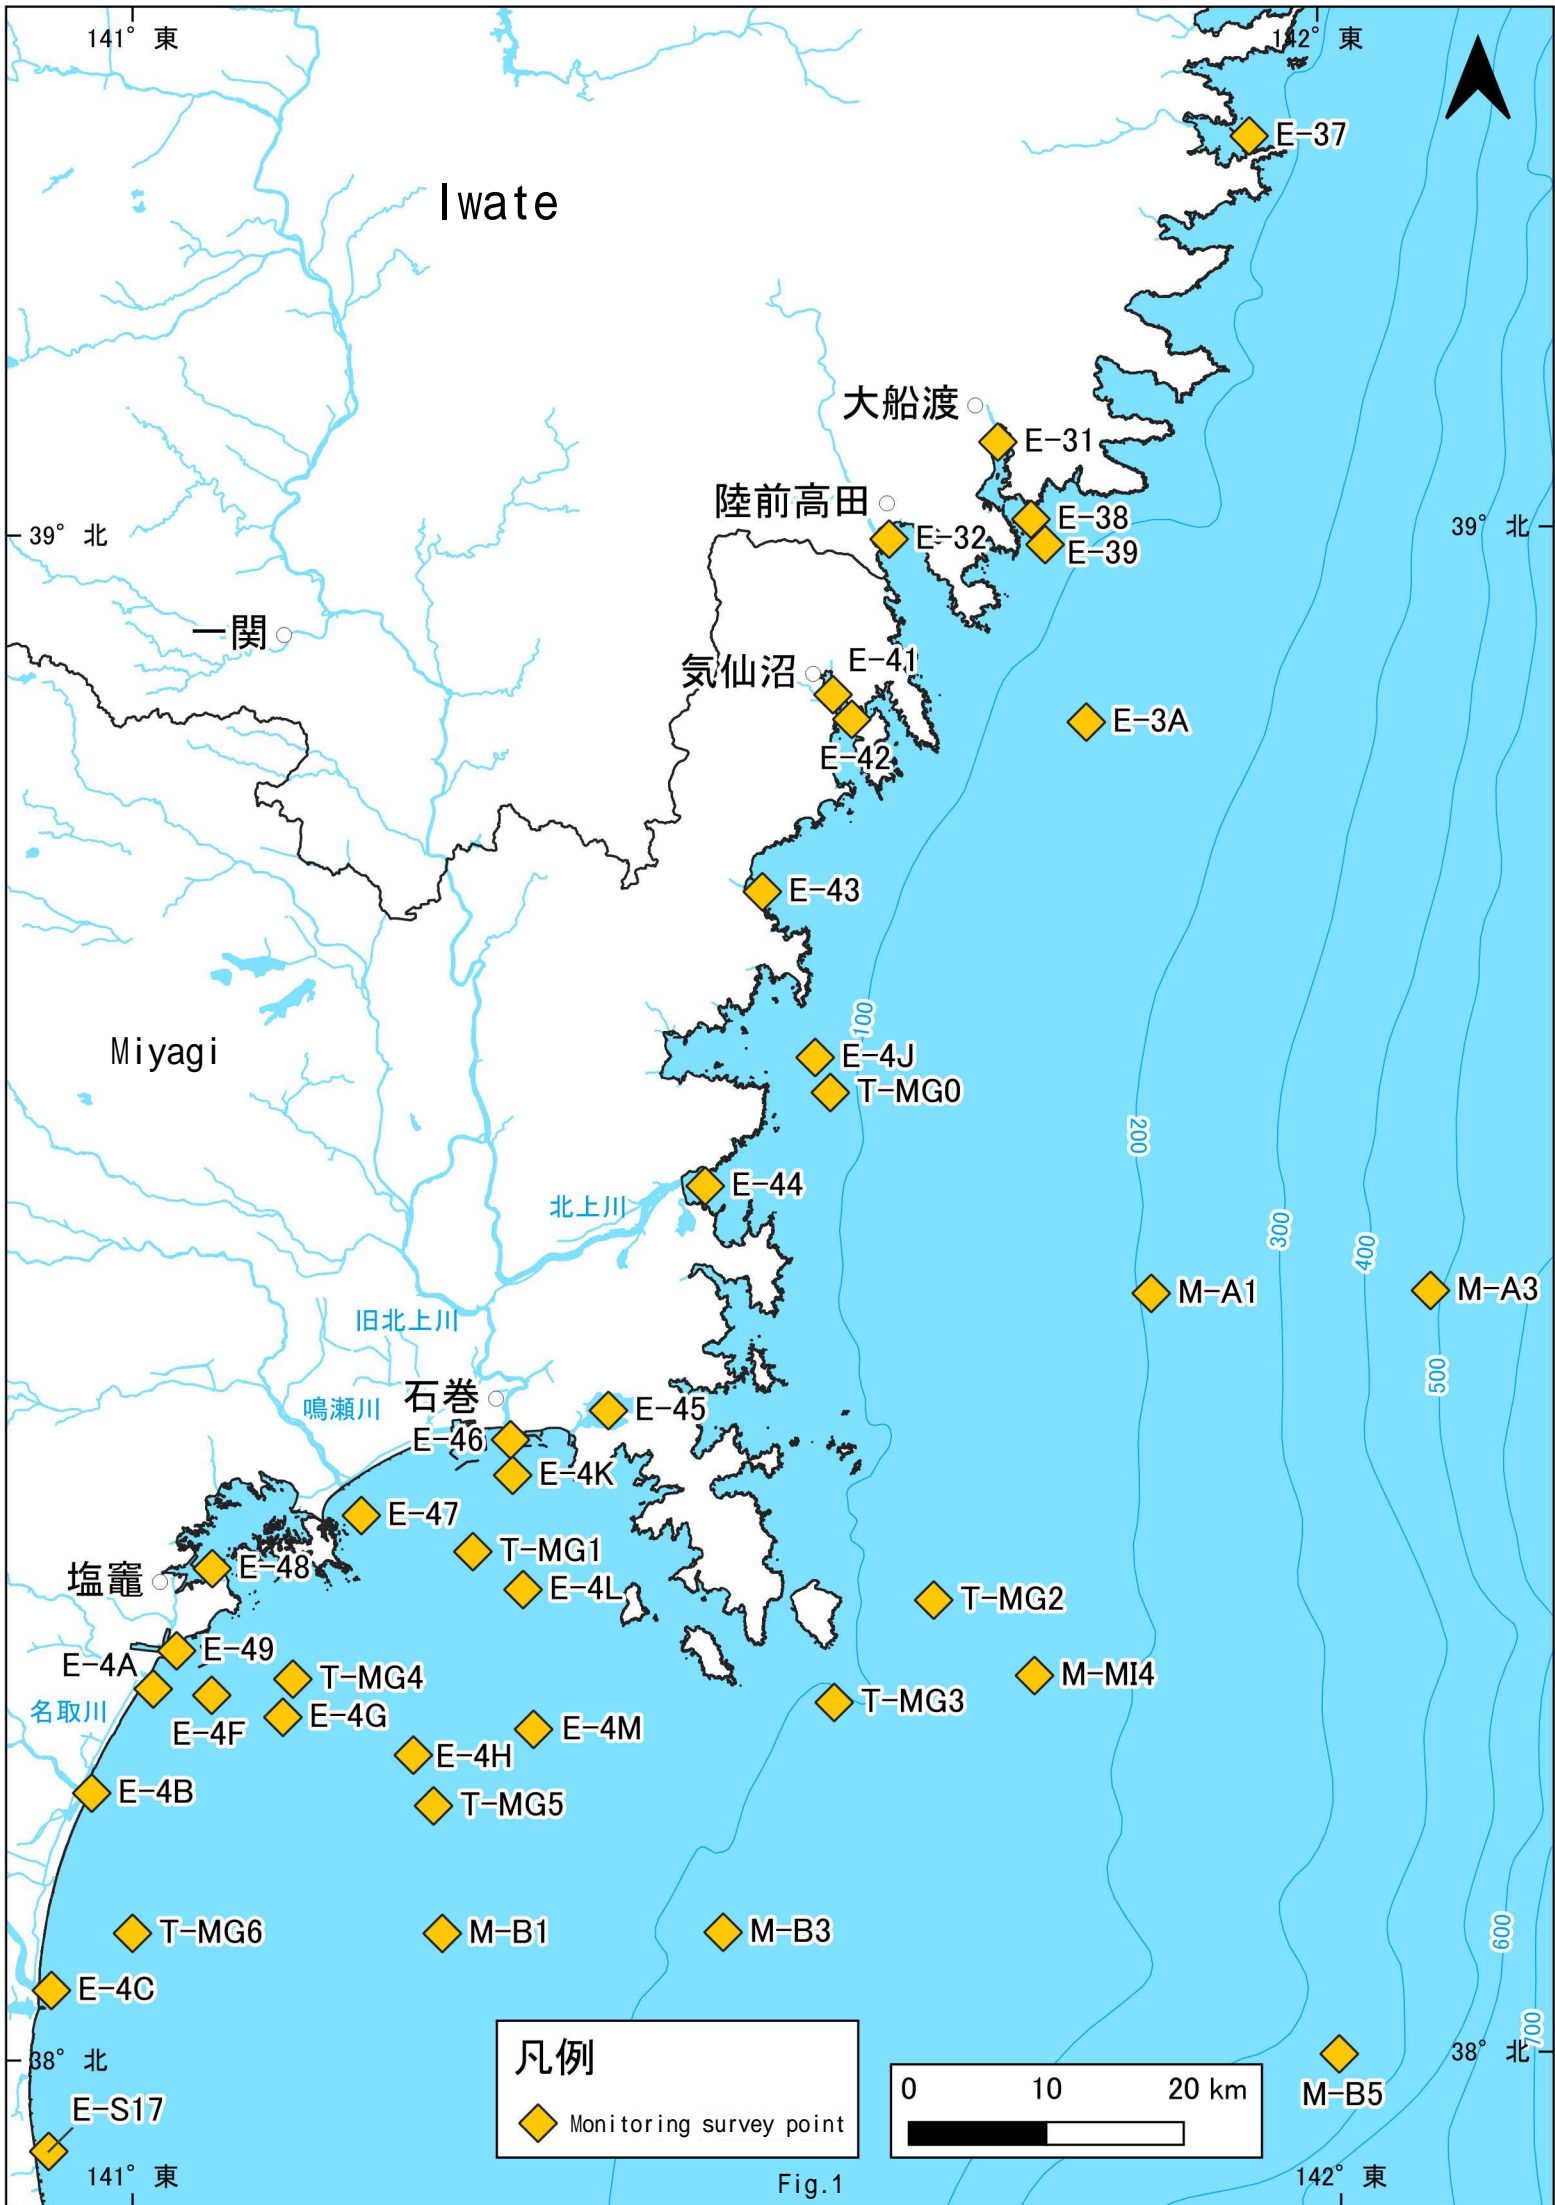 141° 東
142° 東
E-37
Iwate
大船渡
E-31
陸前高田
E-38
39° 北
E-32
E-39
39° 北
一関
気仙沼
E-41
E-3A
E-42
E-43
100
Miyagi
E-4J
T-MG0
200
E-44
北上川
300
400
M-A1
M-A3
旧北上川
500
石巻
鳴瀬川
E-45
E-46
E-4K
E-47
T-MG1
E-48
塩竈
E-4L
T-MG2
E-49
E-4A
T-MG4
M-MI4
名取川
E-4F
E-4G
T-MG3
E-4M
E-4H
E-4B
T-MG5
T-MG6
M-B1
M-B3
600
E-4C
700
38° 北
38° 北
凡例
Monitoring survey point
0 10 20 km
M-B5
E-S17
141° 東
142° 東
Fig.1